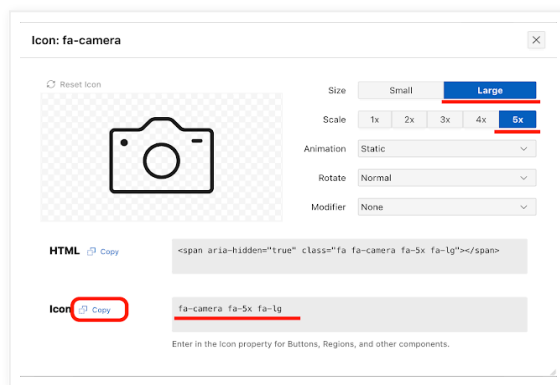 Icon: fa-camera
Reset Icon
Size Small Large
Scale 1x 2x 3x 4x 5x
Animation Static
Rotate Normal
Modifier None
HTML Copy <span aria-hidden="true" class="fa fa-camera fa-5x fa-lg"></span>
Icon Copy fa-camera fa-5x fa-lg
Enter in the Icon property for Buttons, Regions, and other components.